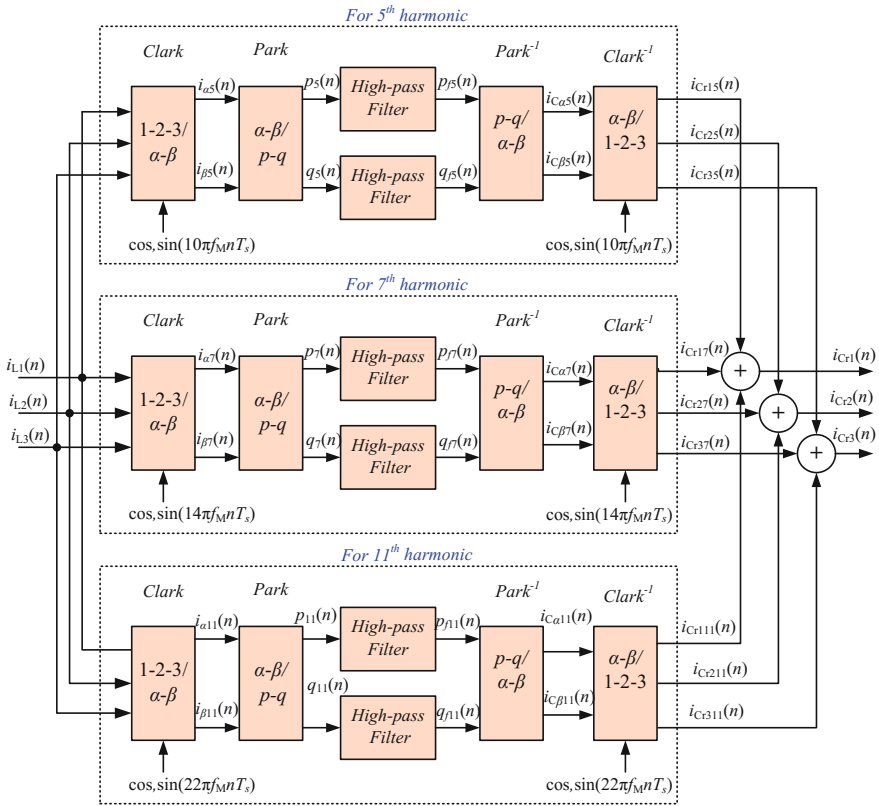 For 5th harmonic
Clark Park Park-1 Clark-1
iα5(n) p5(n) High-pass Filter pf5(n) iCα5(n) iCr15(n)
1-2-3/ α-β
α-β/ p-q
p-q/ α-β
α-β/ 1-2-3
iCr25(n)
iβ5(n) q5(n) High-pass Filter qf5(n) iCβ5(n) iCr35(n)
cos,sin(10πfMnTs) cos,sin(10πfMnTs)
For 7th harmonic
Clark Park Park-1 Clark-1
iα7(n) p7(n) High-pass Filter pf7(n) iCα7(n) iCr17(n)
iL1(n)
iL2(n)
iL3(n)
1-2-3/ α-β
α-β/ p-q
p-q/ α-β
α-β/ 1-2-3
+ iCr1(n)
iCr27(n) + iCr2(n)
iβ7(n) q7(n) High-pass Filter qf7(n) iCβ7(n) iCr37(n) + iCr3(n)
cos,sin(14πfMnTs) cos,sin(14πfMnTs)
For 11th harmonic
Clark Park Park-1 Clark-1
iα11(n) p11(n) High-pass Filter pf11(n) iCα11(n) iCr111(n)
1-2-3/ α-β
α-β/ p-q
p-q/ α-β
α-β/ 1-2-3
iCr211(n)
iβ11(n) q11(n) High-pass Filter qf11(n) iCβ11(n) iCr311(n)
cos,sin(22πfMnTs) cos,sin(22πfMnTs)